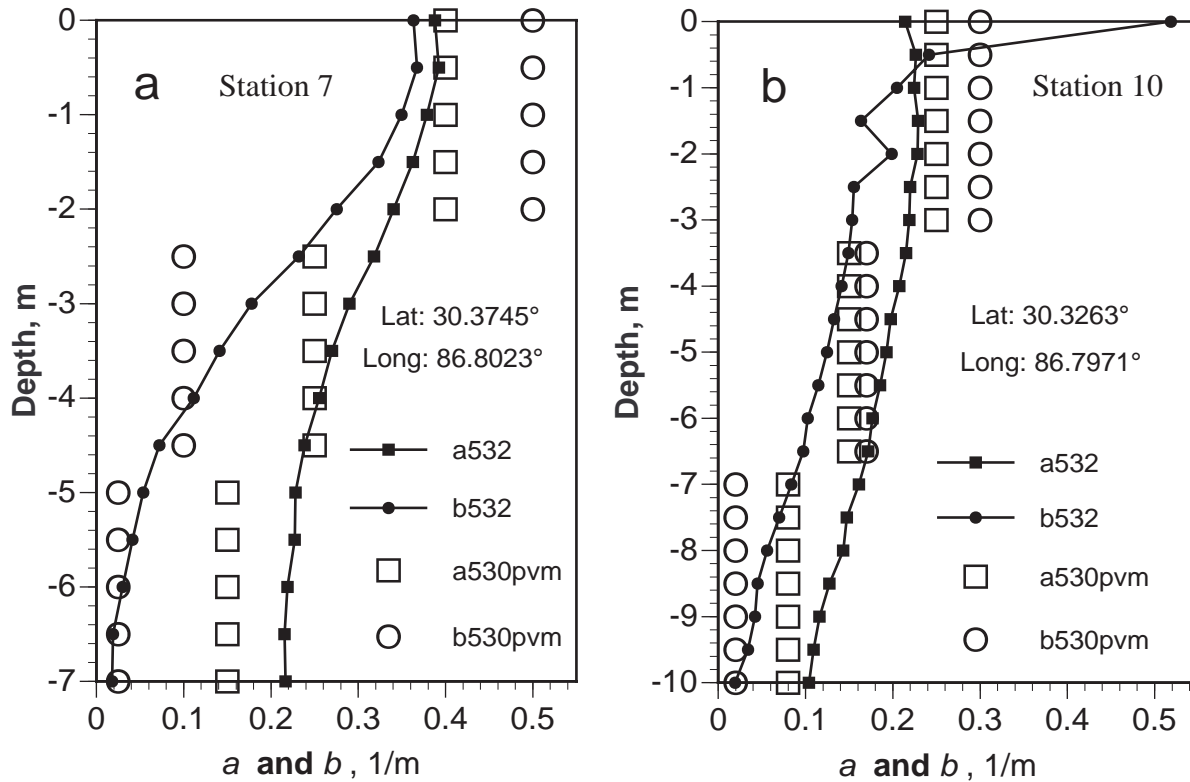 a
Station 7
Depth, m
0
-1
-2
-3
-4
-5
-6
-7
Lat: 30.3745°
Long: 86.8023°
a532
b532
a530pvm
b530pvm
0
0.1
0.2
0.3
0.4
0.5
a and b , 1/m
b
Station 10
Depth, m
0
-1
-2
-3
-4
-5
-6
-7
-8
-9
-10
Lat: 30.3263°
Long: 86.7971°
a532
b532
a530pvm
b530pvm
0
0.1
0.2
0.3
0.4
0.5
a and b , 1/m